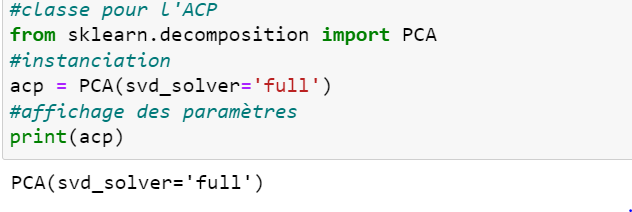 #classe pour l'ACP
from sklearn.decomposition import PCA
#instanciation
acp = PCA(svd_solver='full')
#affichage des paramètres
print(acp)
PCA(svd_solver='full')